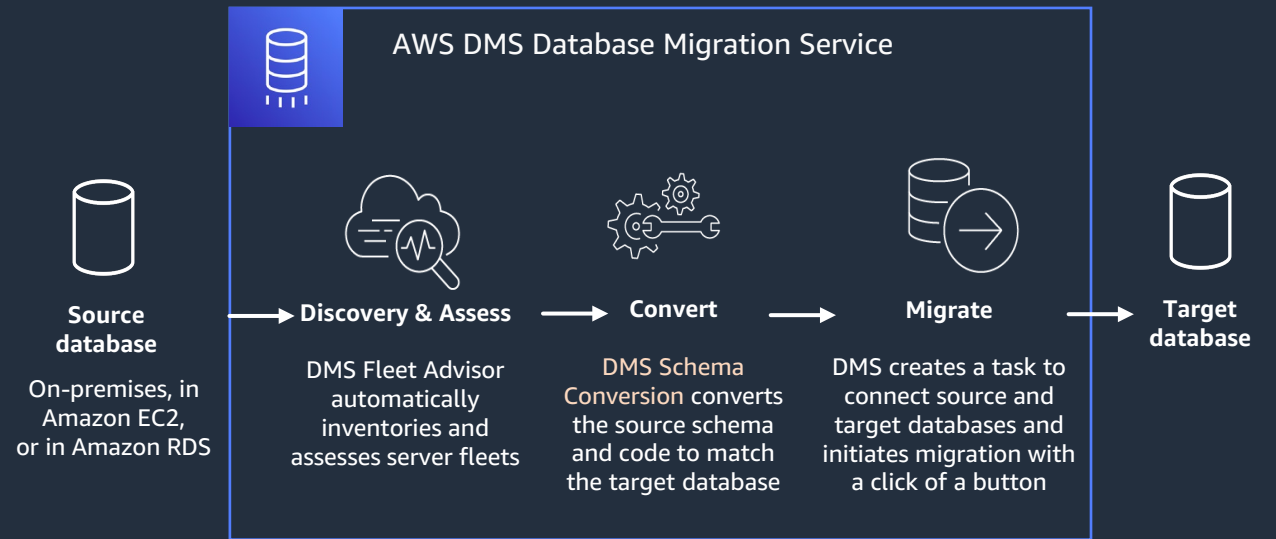 AWS DMS Database Migration Service
Source
database
On-premises, in
Amazon EC2,
or in Amazon RDS
Discovery & Assess
DMS Fleet Advisor
automatically
inventories and
assesses server fleets
Convert
DMS Schema
Conversion converts
the source schema
and code to match
the target database
Migrate
DMS creates a task to
connect source and
target databases and
initiates migration with
a click of a button
Target
database